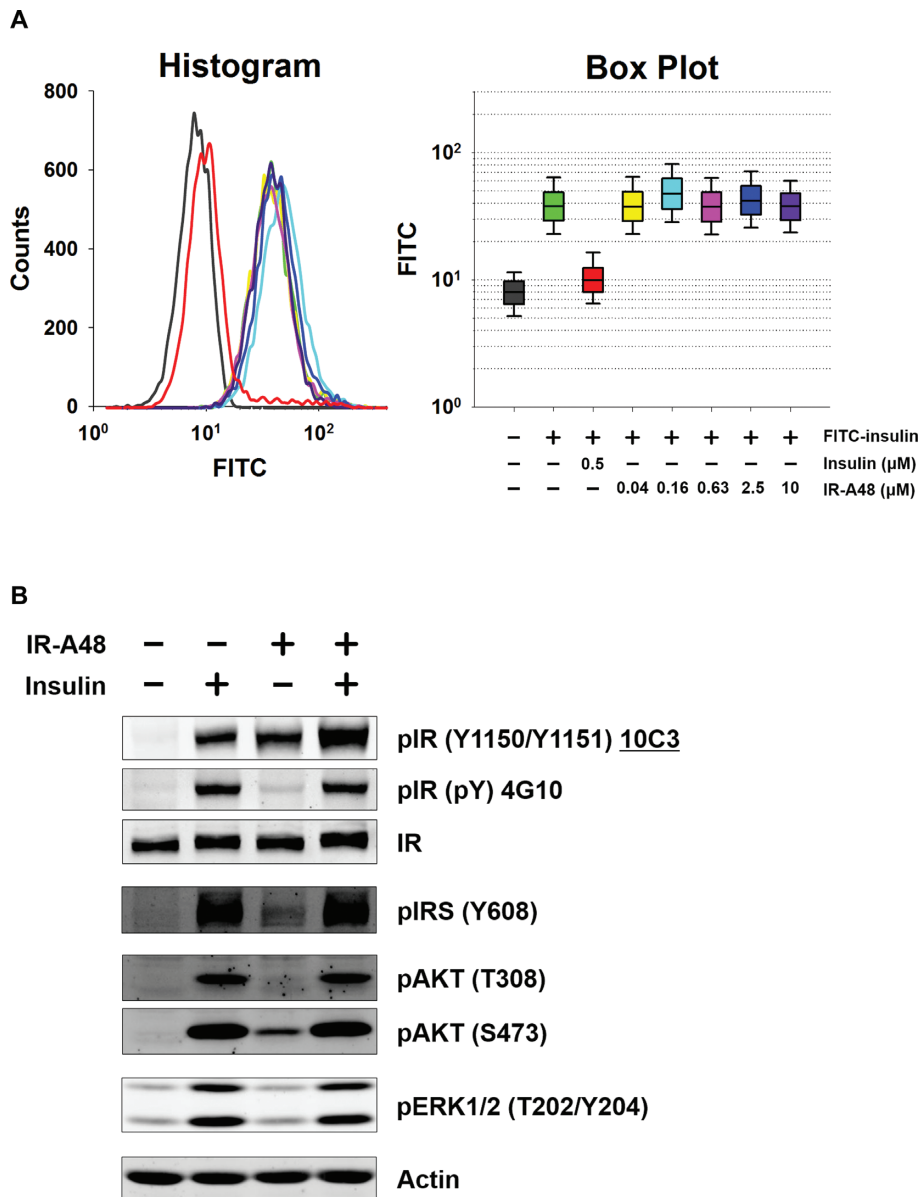 A
Histogram
800
600
400
200
0
10⁰ 10¹ 10²
Counts
FITC
Box Plot
10²
10¹
10⁰
FITC
– + + + + + + + FITC-insulin
– – 0.5 – – – – – Insulin (μM)
– – – 0.04 0.16 0.63 2.5 10 IR-A48 (μM)
B
IR-A48 – – + +
Insulin – + – +
pIR (Y1150/Y1151) 10C3
pIR (pY) 4G10
IR
pIRS (Y608)
pAKT (T308)
pAKT (S473)
pERK1/2 (T202/Y204)
Actin